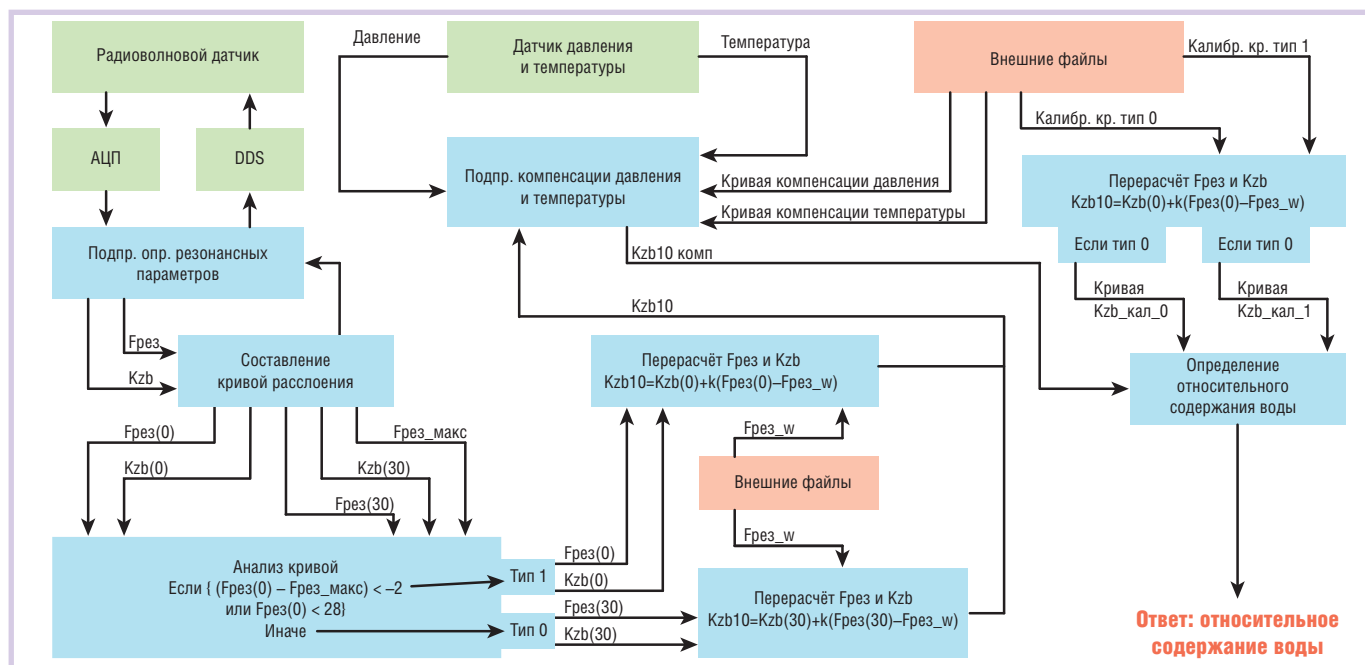 Радиоволновой датчик
Давление
Датчик давления
и температуры
Температура
Внешние файлы
Калибр. кр. тип 1
Калибр. кр. тип 0
АЦП
DDS
Подпр. компенсации давления
и температуры
Кривая компенсации давления
Кривая компенсации температуры
Перерасчёт Fрез и Kzb
Kzb10=Kzb(0)+k(Fрез(0)–Fрез_w)
Если тип 0
Если тип 0
Подпр. опр. резонансных
параметров
Kzb10 комп
Кривая
Kzb_кал_0
Кривая
Kzb_кал_1
Kzb10
Fрез
Kzb
Составление
кривой расслоения
Перерасчёт Fрез и Kzb
Kzb10=Kzb(0)+k(Fрез(0)–Fрез_w)
Определение
относительного
содержания воды
Fрез(0)
Kzb(0)
Fрез_макс
Kzb(30)
Fрез(30)
Fрез_w
Внешние файлы
Fрез_w
Анализ кривой
Если { (Fрез(0) – Fрез_макс) < –2
или Fрез(0) < 28}
Иначе
Тип 1
Тип 0
Fрез(0)
Kzb(0)
Fрез(30)
Kzb(30)
Перерасчёт Fрез и Kzb
Kzb10=Kzb(30)+k(Fрез(30)–Fрез_w)
Ответ: относительное
содержание воды